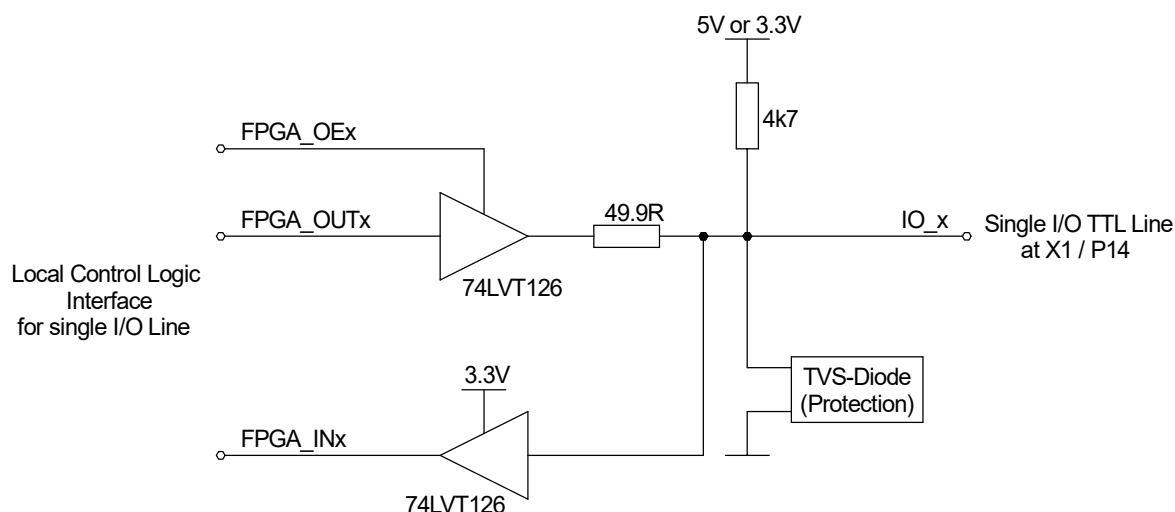 5V or 3.3V
4k7
FPGA_OEx
FPGA_OUTx
49.9R
IO_x
Single I/O TTL Line
at X1 / P14
74LVT126
Local Control Logic
Interface
for single I/O Line
3.3V
TVS-Diode
(Protection)
FPGA_INx
74LVT126